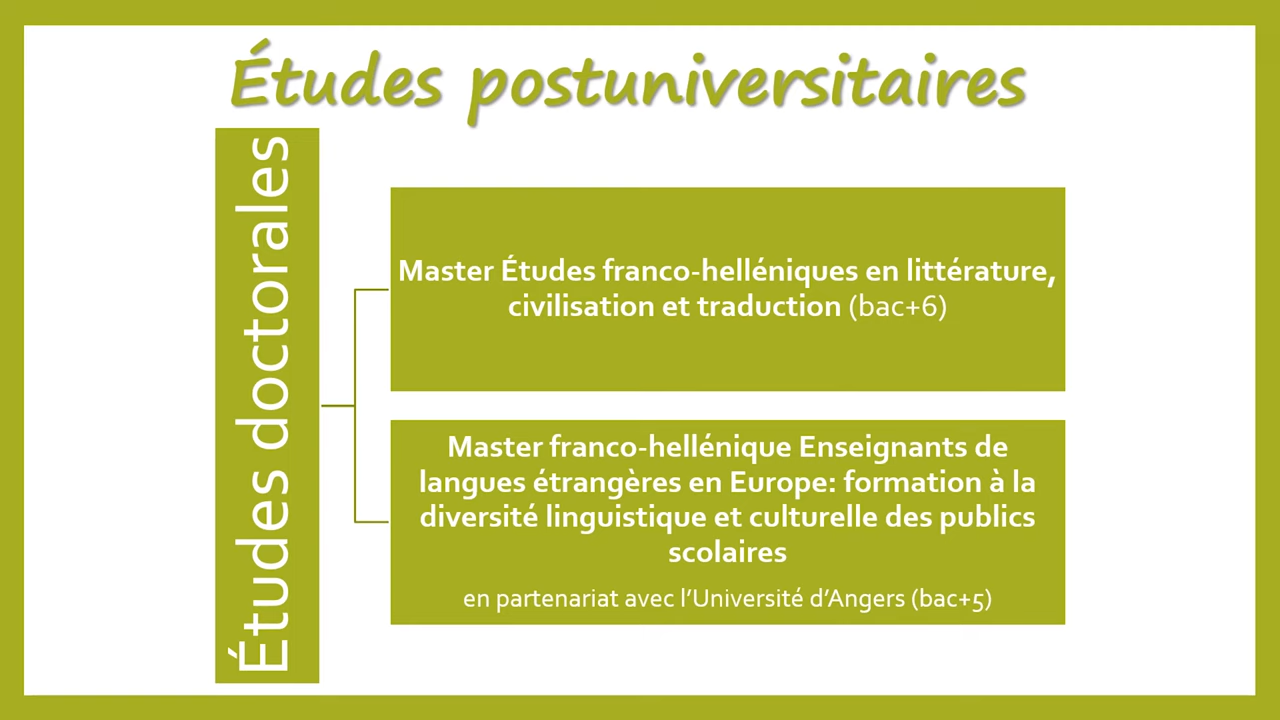 Études postuniversitaires
Études doctorales
Master Études franco-helléniques en littérature,
civilisation et traduction (bac+6)
Master franco-hellénique Enseignants de
langues étrangères en Europe: formation à la
diversité linguistique et culturelle des publics
scolaires
en partenariat avec l’Université d’Angers (bac+5)